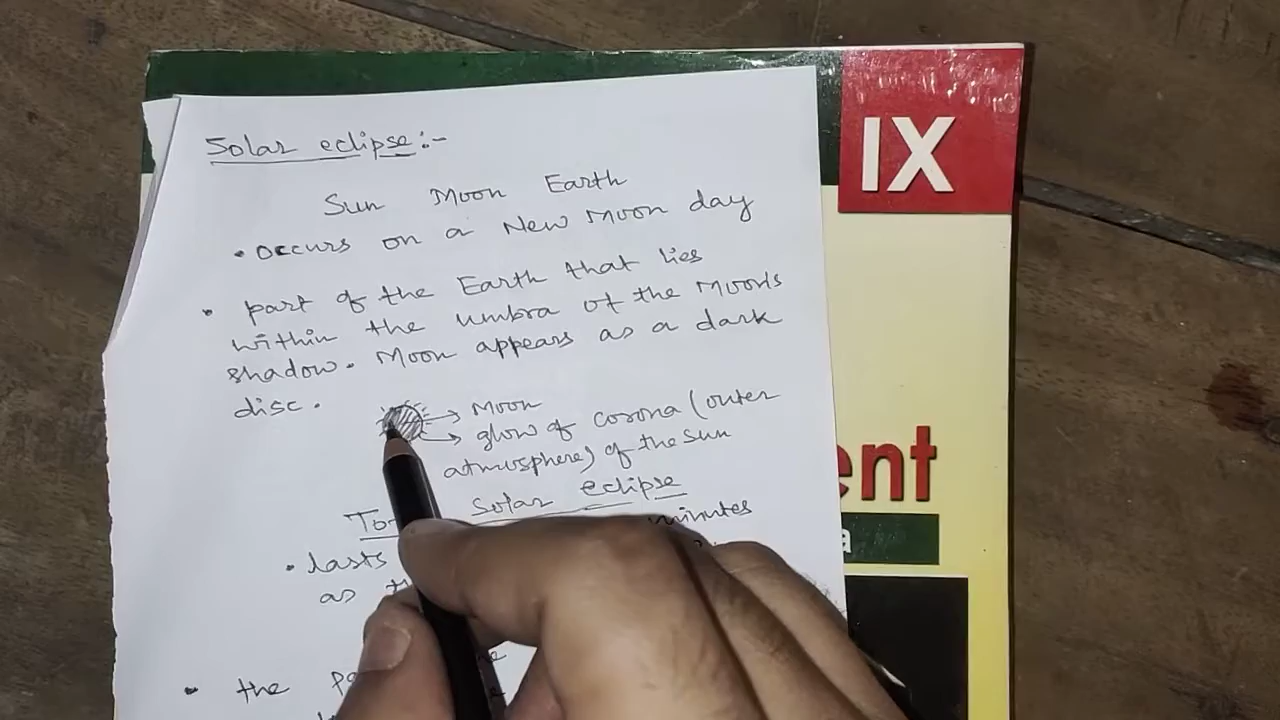 Solar eclipse:-
Sun Moon Earth
• occurs on a New Moon day
• part of the Earth that lies
within the umbra of the Moon's
shadow. Moon appears as a dark
disc.
Moon
glow of corona (outer
atmosphere) of the sun
Solar eclipse
• lasts minutes
as
• the
IX
ent
a